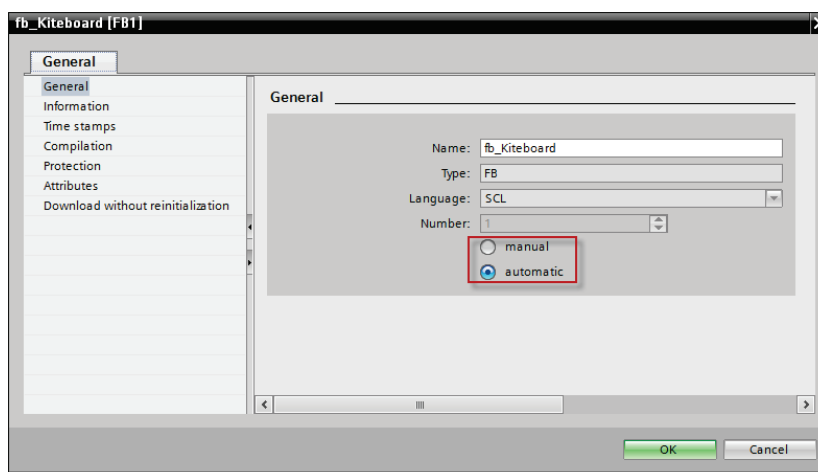 fb_Kiteboard [FB1]
General
General
Information
Time stamps
Compilation
Protection
Attributes
Download without reinitialization
General
Name: fb_Kiteboard
Type: FB
Language: SCL
Number: 1
manual
automatic
OK Cancel